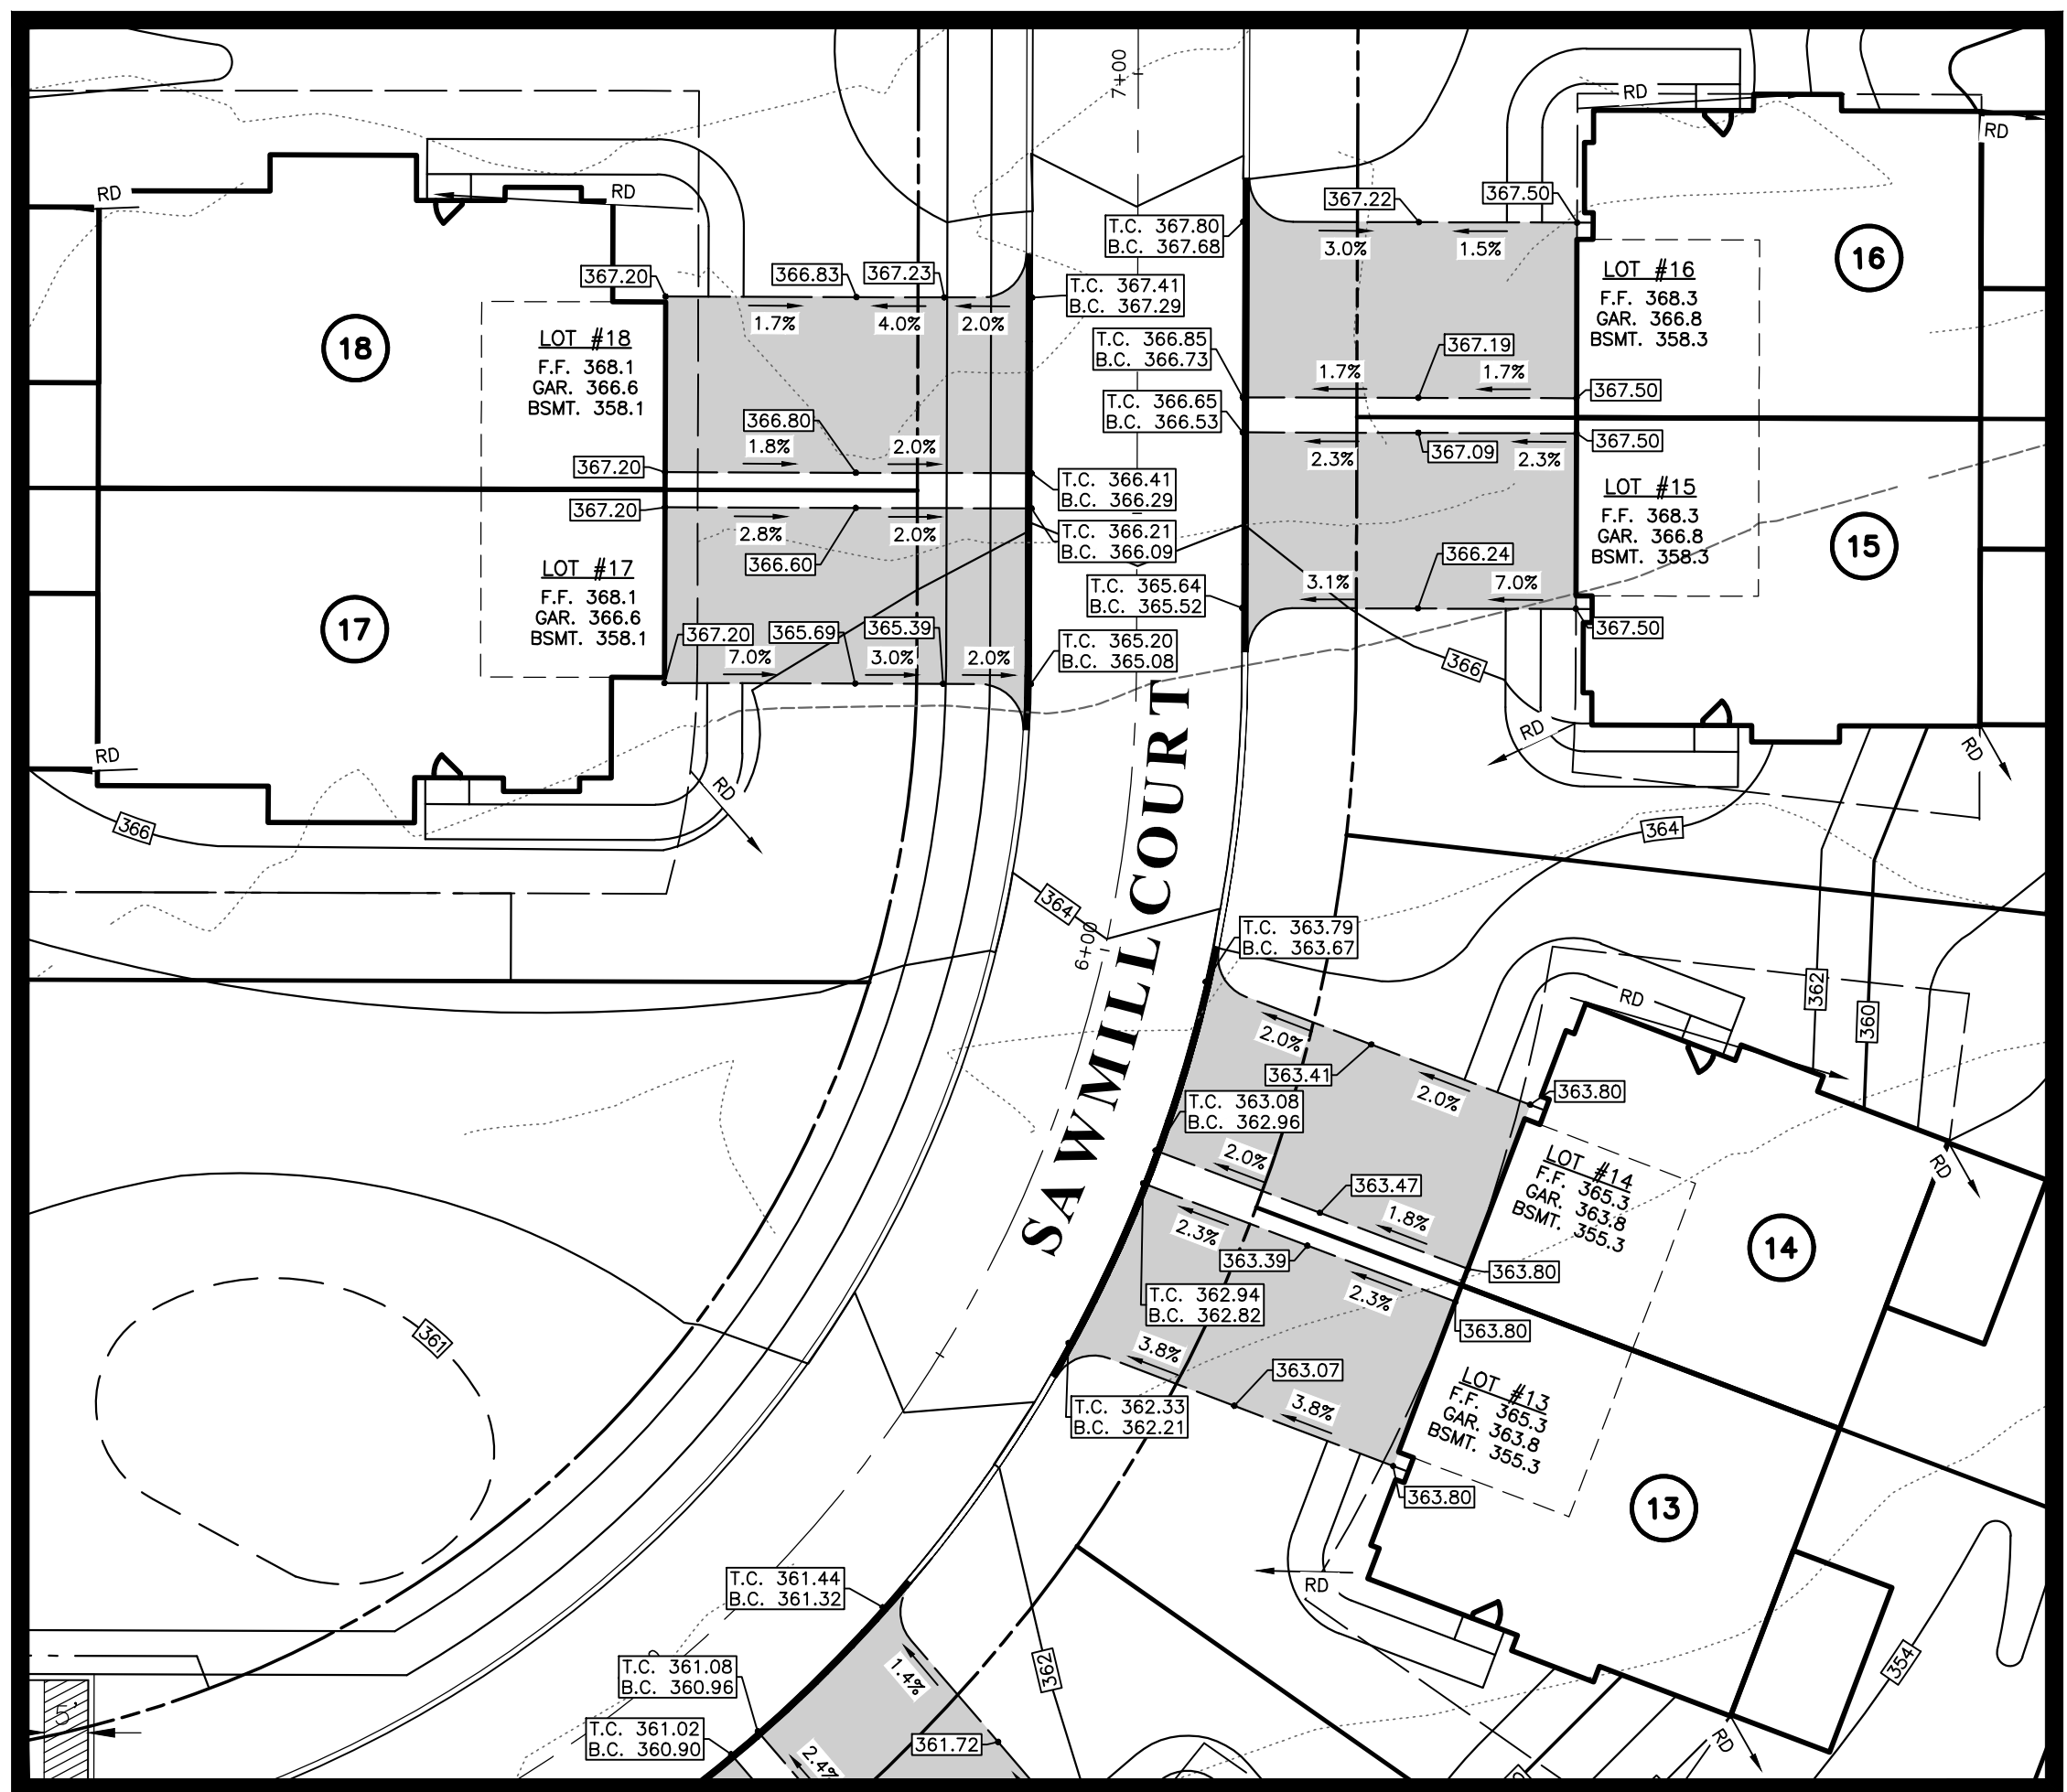 7+00
RD
RD
RD
RD
367.50
367.22
T.C. 367.80
B.C. 367.68
3.0%
1.5%
16
367.20
366.83
367.23
LOT #16
F.F. 368.3
GAR. 366.8
BSMT. 358.3
T.C. 367.41
B.C. 367.29
1.7%
4.0%
2.0%
18
LOT #18
F.F. 368.1
GAR. 366.6
BSMT. 358.1
T.C. 366.85
B.C. 366.73
367.19
1.7%
1.7%
367.50
T.C. 366.65
B.C. 366.53
366.80
1.8%
2.0%
367.50
367.09
2.3%
2.3%
367.20
T.C. 366.41
B.C. 366.29
LOT #15
F.F. 368.3
GAR. 366.8
BSMT. 358.3
367.20
2.8%
2.0%
T.C. 366.21
B.C. 366.09
15
366.24
366.60
LOT #17
F.F. 368.1
GAR. 366.6
BSMT. 358.1
3.1%
7.0%
T.C. 365.64
B.C. 365.52
17
367.20
365.69
365.39
367.50
T.C. 365.20
B.C. 365.08
7.0%
3.0%
2.0%
366
RD
RD
RD
RD
366
364
SAWMILL COURT
364
6+00
T.C. 363.79
B.C. 363.67
362
360
RD
2.0%
363.41
2.0%
363.80
T.C. 363.08
B.C. 362.96
2.0%
363.47
1.8%
LOT #14
F.F. 365.3
GAR. 363.8
BSMT. 355.3
RD
14
2.3%
363.39
363.80
2.3%
T.C. 362.94
B.C. 362.82
363.80
361
3.8%
363.07
LOT #13
F.F. 365.3
GAR. 363.8
BSMT. 355.3
3.8%
T.C. 362.33
B.C. 362.21
363.80
13
T.C. 361.44
B.C. 361.32
RD
362
354
1.4%
T.C. 361.08
B.C. 360.96
5'
T.C. 361.02
B.C. 360.90
361.72
2.4%
RD